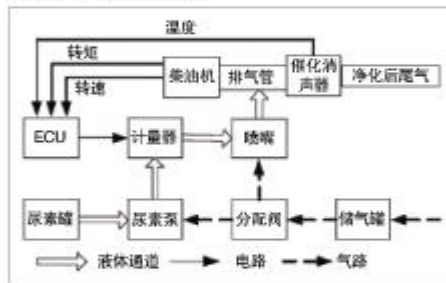 温度
转矩
转速
柴油机
排气管
催化消
声器
净化后尾气
ECU
计量器
喷嘴
尿素罐
尿素泵
分配阀
储气罐
液体通道
电路
气路